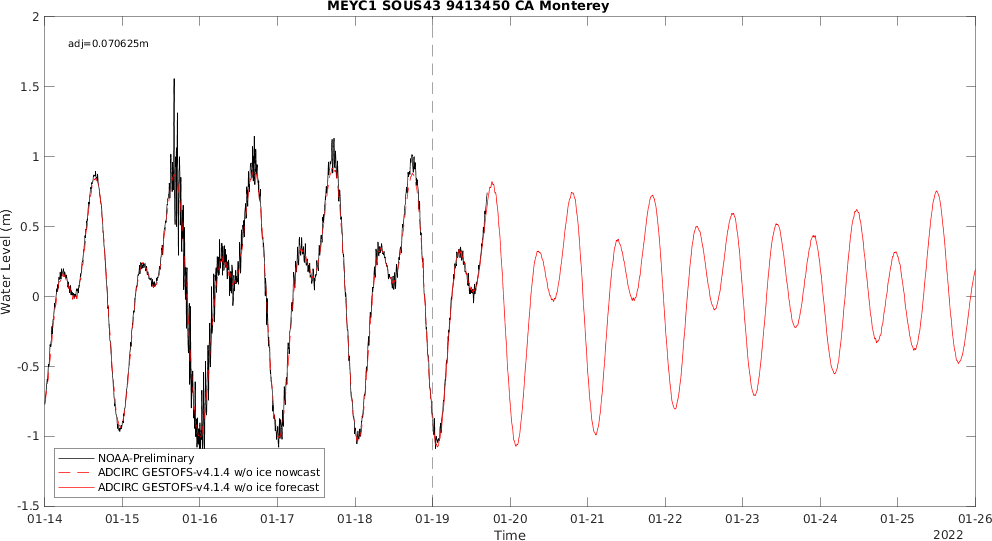 MEYC1 SOUS43 9413450 CA Monterey
adj=0.070625m
Water Level (m)
2
1.5
1
0.5
0
-0.5
-1
-1.5
NOAA-Preliminary
ADCIRC GESTOFS-v4.1.4 w/o ice nowcast
ADCIRC GESTOFS-v4.1.4 w/o ice forecast
01-14 01-15 01-16 01-17 01-18 01-19 01-20 01-21 01-22 01-23 01-24 01-25 01-26
Time
2022